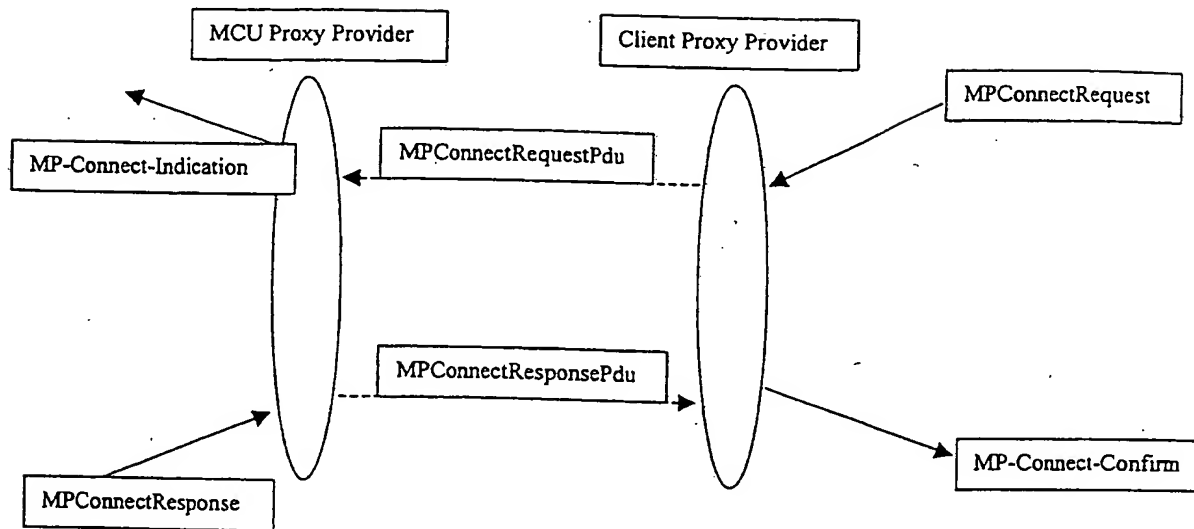 MCU Proxy Provider
Client Proxy Provider
MPConnectRequest
MPConnectRequestPdu
MP-Connect-Indication
MPConnectResponsePdu
MP-Connect-Confirm
MPConnectResponse